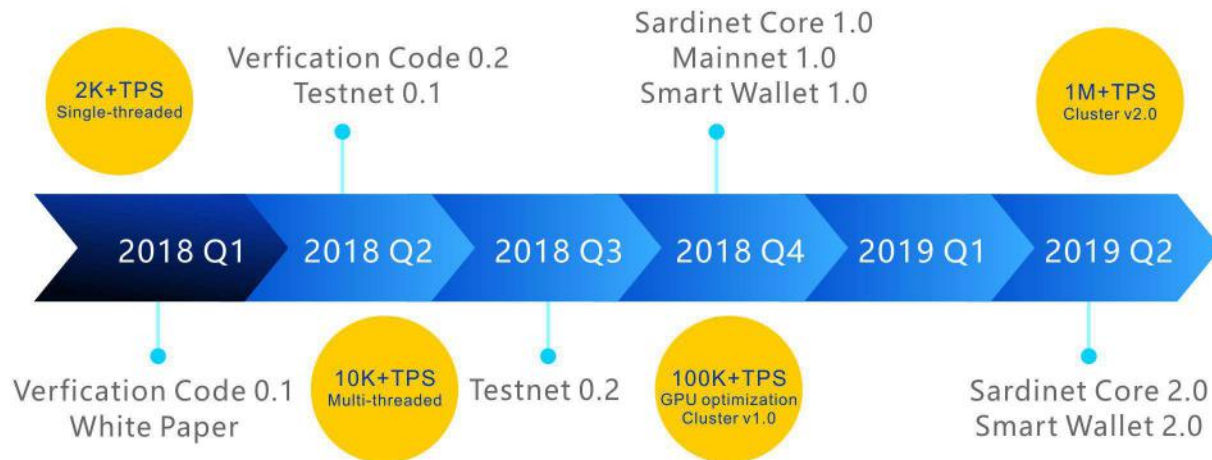 Sardinet Core 1.0
Mainnet 1.0
Smart Wallet 1.0
Verfication Code 0.2
Testnet 0.1
2K+TPS
Single-threaded
1M+TPS
Cluster v2.0
2018 Q1
2018 Q2
2018 Q3
2018 Q4
2019 Q1
2019 Q2
Verfication Code 0.1
White Paper
10K+TPS
Multi-threaded
Testnet 0.2
100K+TPS
GPU optimization
Cluster v1.0
Sardinet Core 2.0
Smart Wallet 2.0